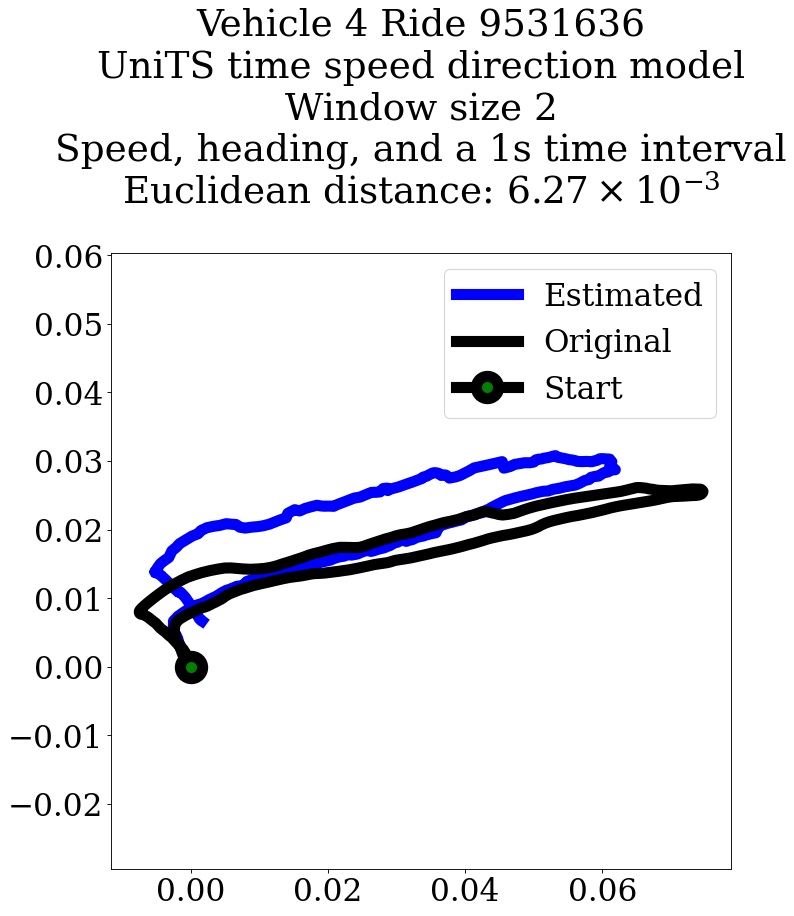 Vehicle 4 Ride 9531636
UniTS time speed direction model
Window size 2
Speed, heading, and a 1s time interval
Euclidean distance: 6.27 × 10⁻³
Estimated
Original
Start
0.06
0.05
0.04
0.03
0.02
0.01
0.00
−0.01
−0.02
0.00 0.02 0.04 0.06